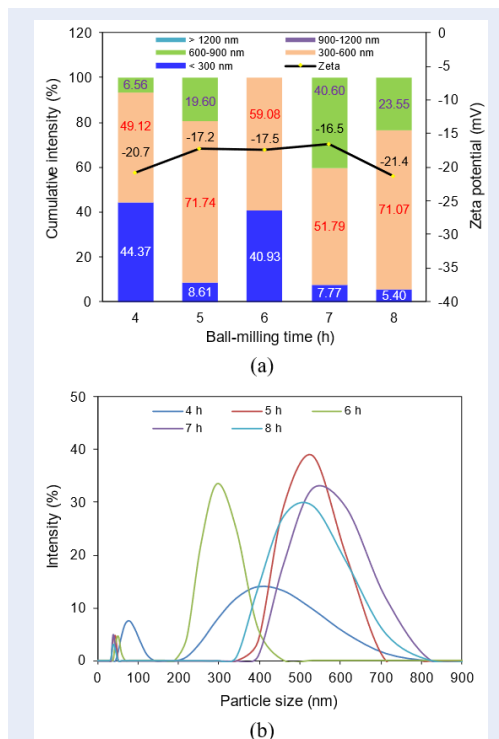 > 1200 nm 900-1200 nm
600-900 nm 300-600 nm
< 300 nm Zeta
Cumulative intensity (%)
120
100
80
60
40
20
0
6.56 19.60 59.08 40.60 23.55
49.12 -17.2 -17.5 -16.5
-20.7 71.74 51.79 -21.4
71.07
44.37 8.61 40.93 7.77 5.40
0
-5
-10
-15
-20
-25
-30
-35
-40
Zeta potential (mV)
4 5 6 7 8
Ball-milling time (h)
(a)
4 h 5 h 6 h
7 h 8 h
Intensity (%)
50
40
30
20
10
0
0 100 200 300 400 500 600 700 800 900
Particle size (nm)
(b)